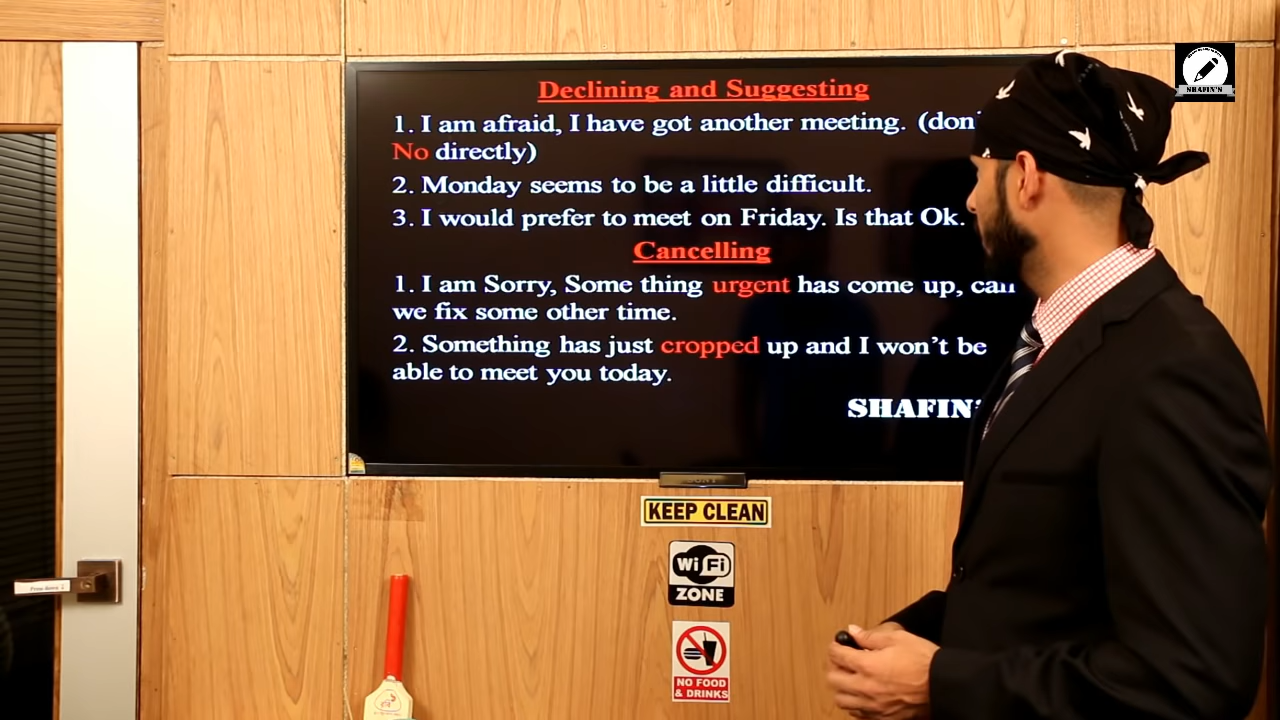 Declining and Suggesting
1. I am afraid, I have got another meeting. (don'
No directly)
2. Monday seems to be a little difficult.
3. I would prefer to meet on Friday. Is that Ok.
Cancelling
1. I am Sorry, Some thing urgent has come up, can
we fix some other time.
2. Something has just cropped up and I won't be
able to meet you today.
SHAFIN'
SHAFIN'S
SONY
KEEP CLEAN
Wi Fi
ZONE
NO FOOD
& DRINKS